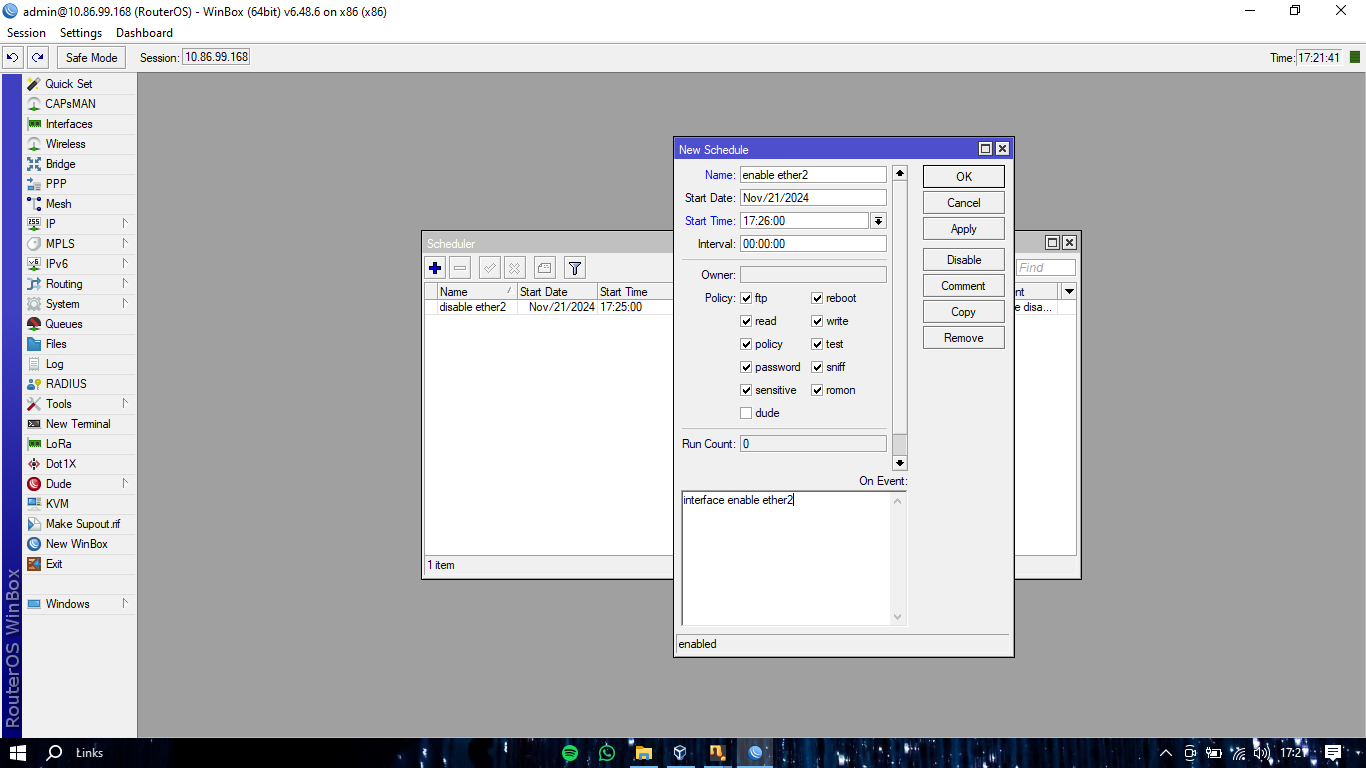 admin@10.86.99.168 (RouterOS) - WinBox (64bit) v6.48.6 on x86 (x86)
Session Settings Dashboard
Safe Mode Session: 10.86.99.168 Time: 17:21:41
Quick Set
CAPsMAN
Interfaces
Wireless
Bridge
PPP
Mesh
IP
MPLS
IPv6
Routing
System
Queues
Files
Log
RADIUS
Tools
New Terminal
LoRa
Dot1X
Dude
KVM
Make Supout.rif
New WinBox
Exit
Windows
RouterOS WinBox
Scheduler
Find
Name Start Date Start Time nt
disable ether2 Nov/21/2024 17:25:00 e disa...
1 item
New Schedule
Name: enable ether2
Start Date: Nov/21/2024
Start Time: 17:26:00
Interval: 00:00:00
Owner:
Policy: ftp reboot
read write
policy test
password sniff
sensitive romon
dude
Run Count: 0
On Event:
interface enable ether2
enabled
OK
Cancel
Apply
Disable
Comment
Copy
Remove
Łinks
17:21